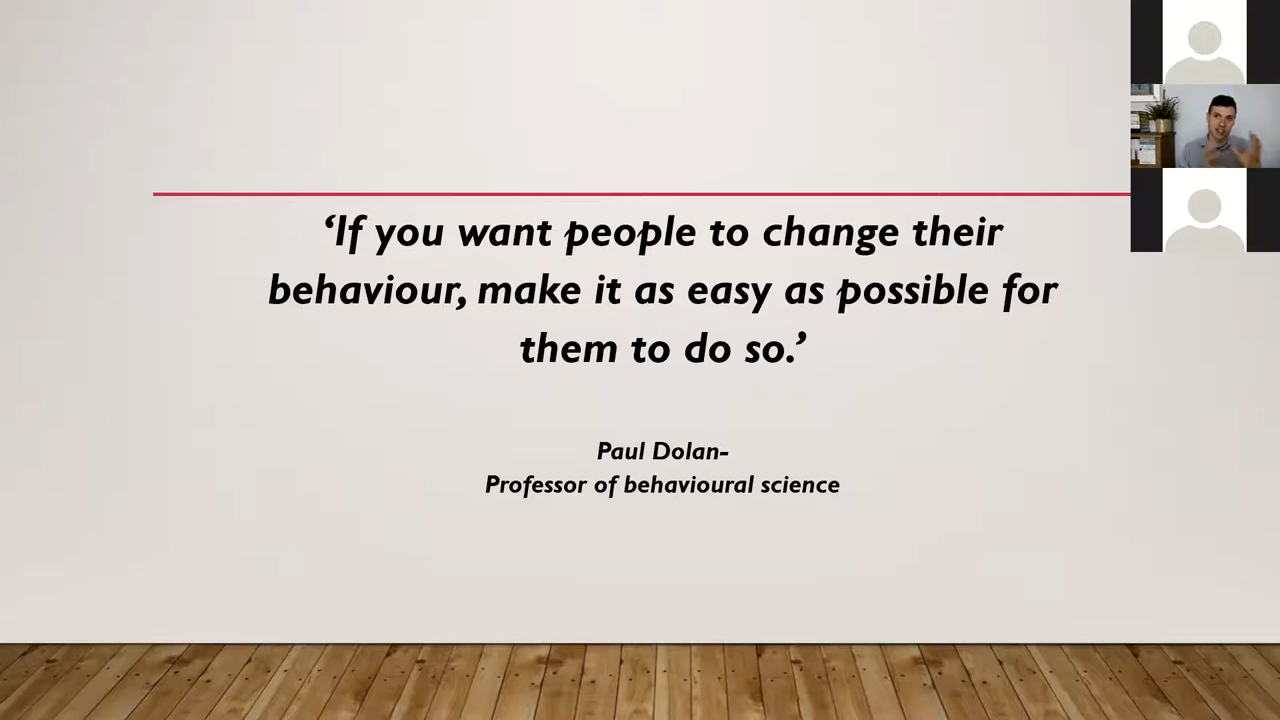 ‘If you want people to change their
behaviour, make it as easy as possible for
them to do so.’
Paul Dolan-
Professor of behavioural science